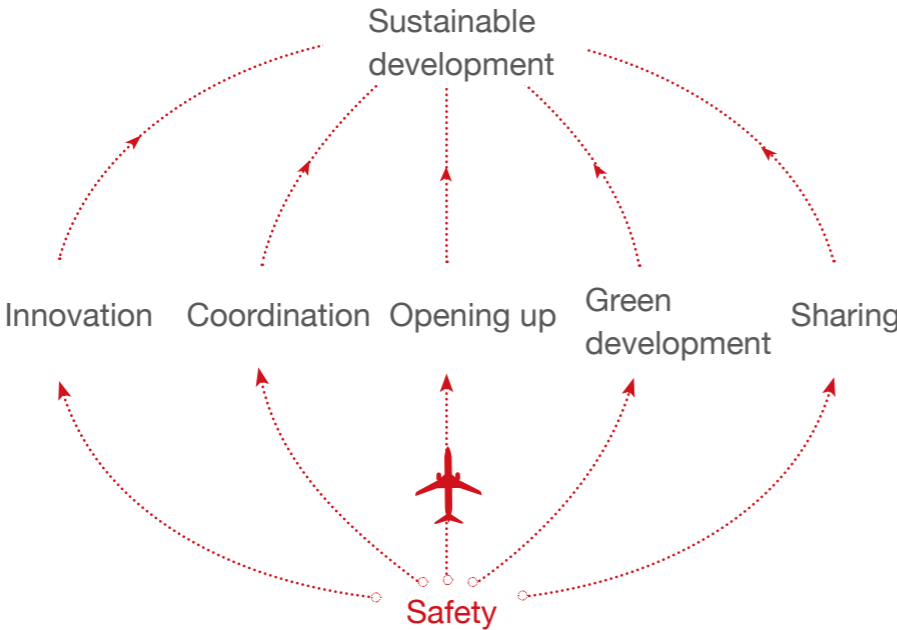 Sustainable
development
Innovation
Coordination
Opening up
Green
development
Sharing
Safety